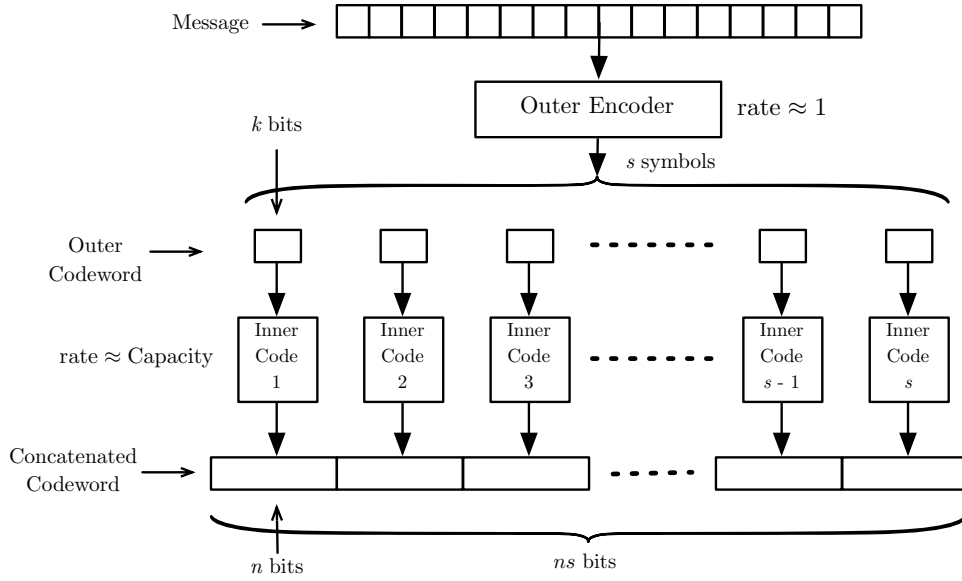 Message
Outer Encoder
rate ≈ 1
k bits
s symbols
Outer
Codeword
rate ≈ Capacity
Inner
Code
1
Inner
Code
2
Inner
Code
3
Inner
Code
s - 1
Inner
Code
s
Concatenated
Codeword
n bits
ns bits